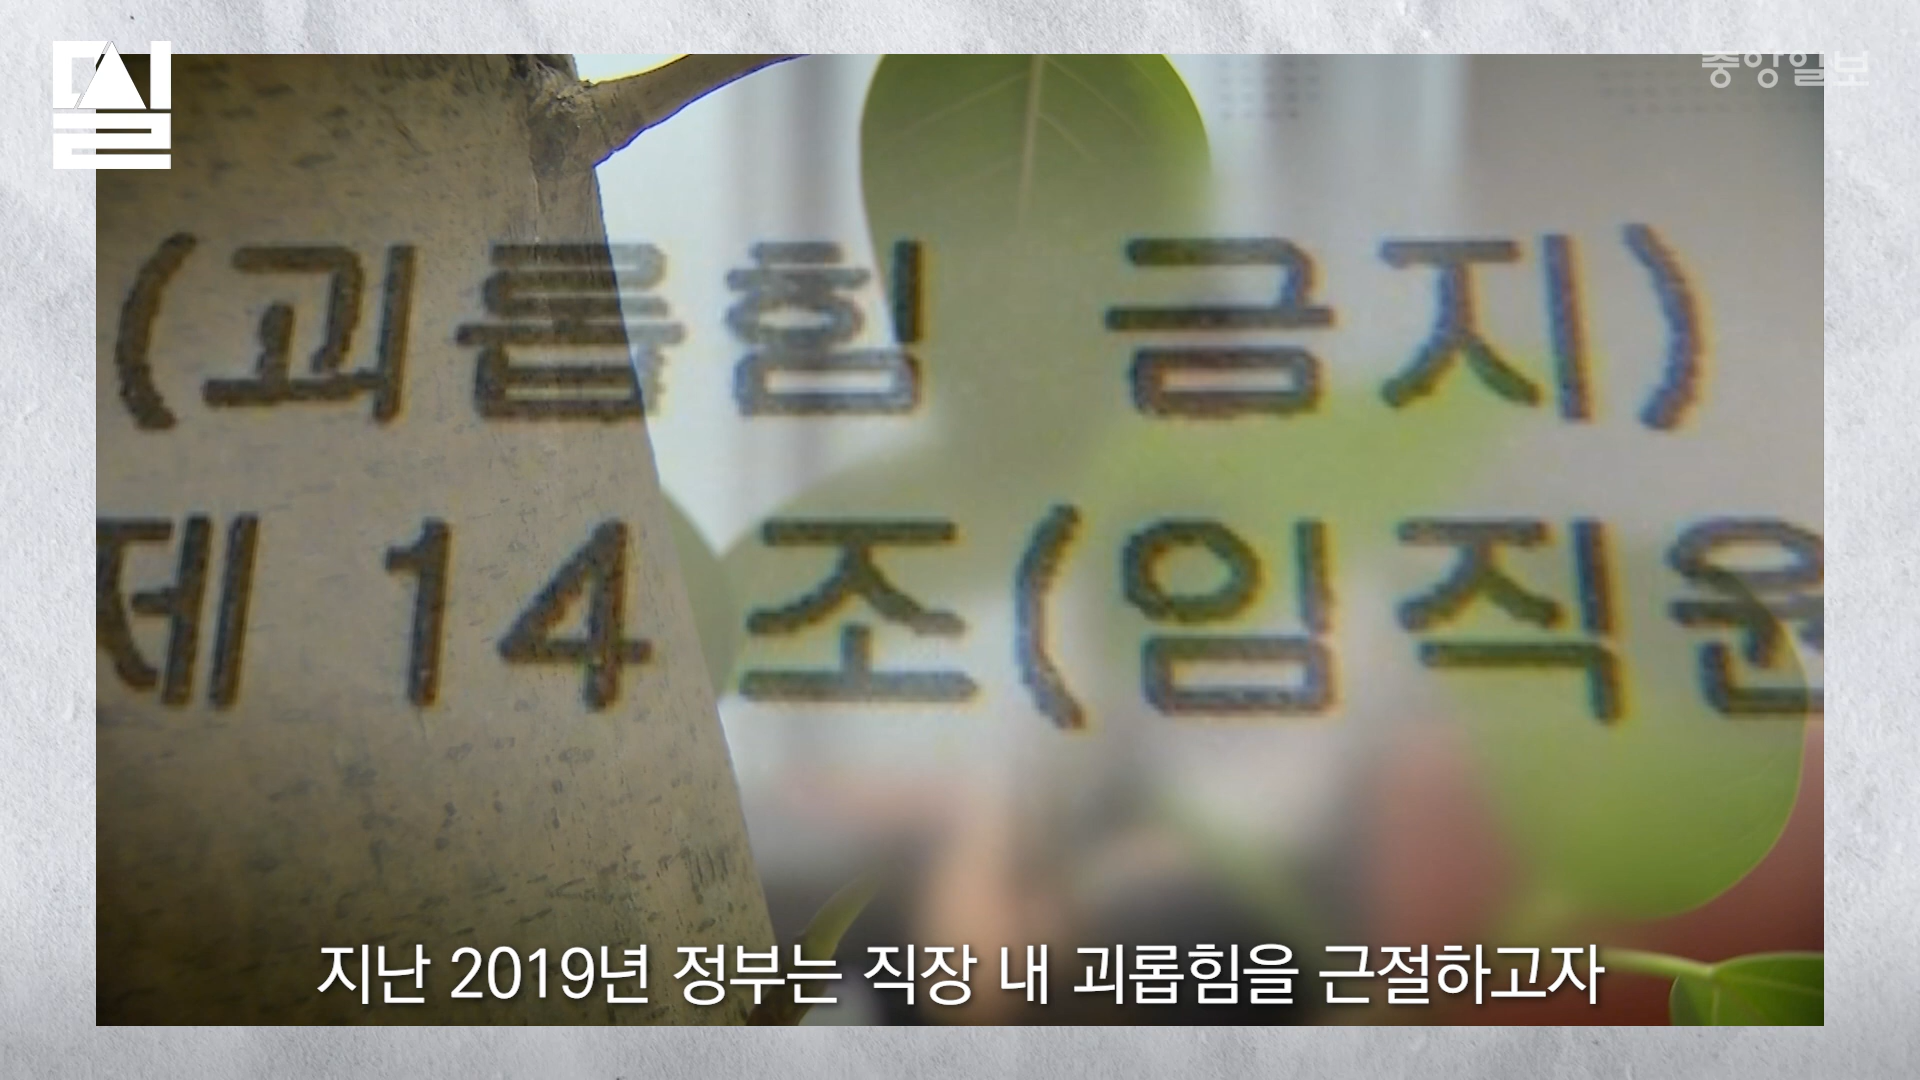 중앙일보
(괴롭힘 금지)
제 14 조(임직원
지난 2019년 정부는 직장 내 괴롭힘을 근절하고자